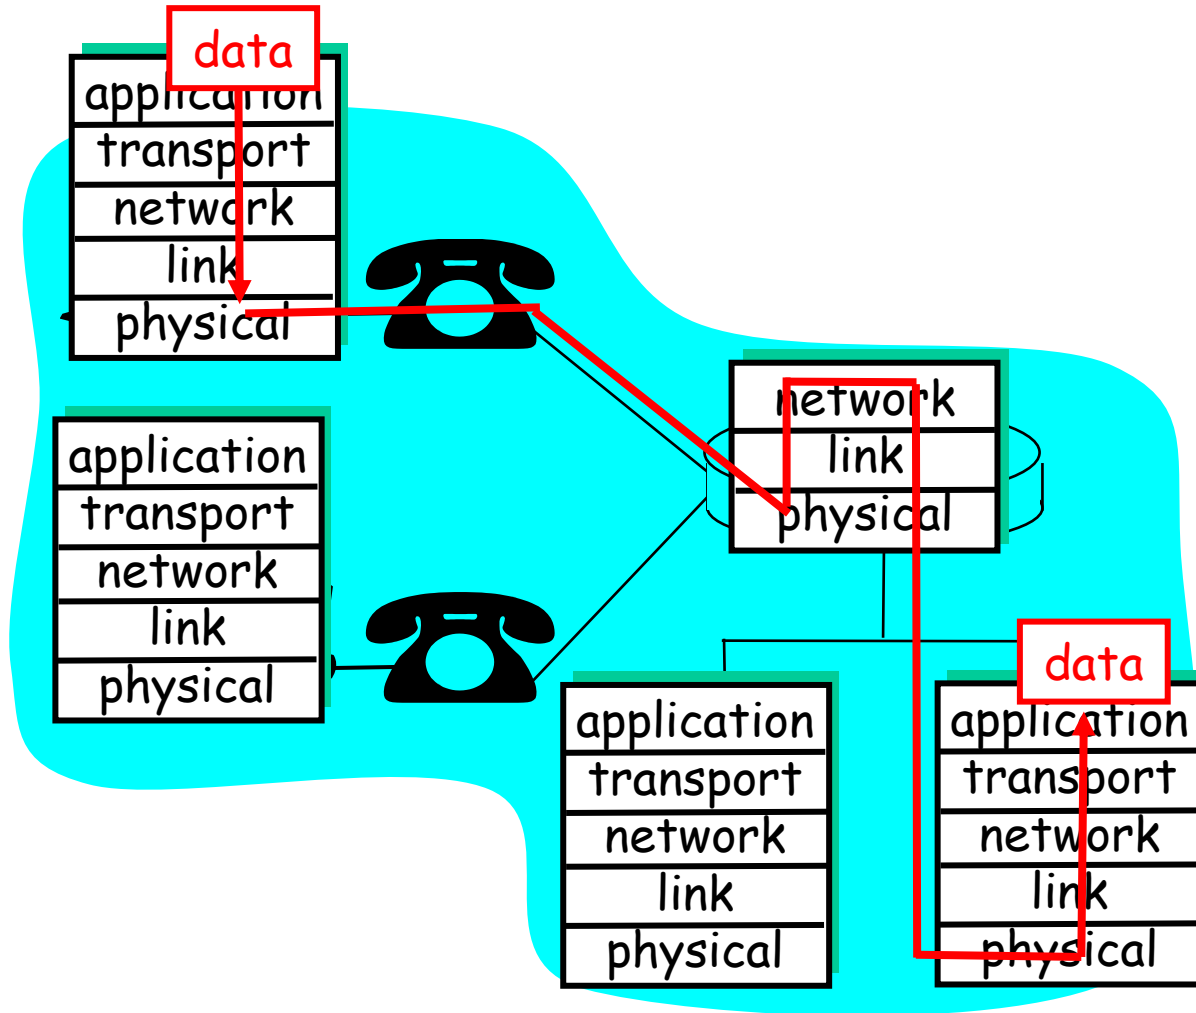 data
application
transport
network
link
physical
application
transport
network
link
physical
network
link
physical
application
transport
network
link
physical
data
application
transport
network
link
physical